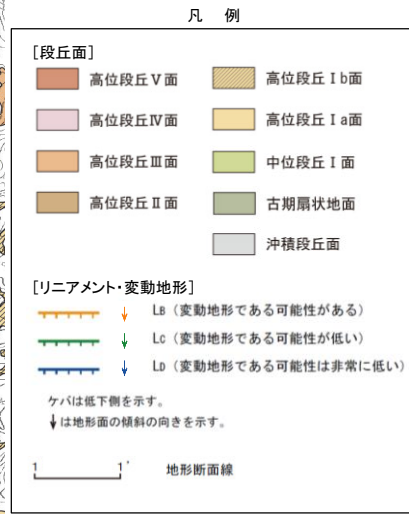 凡 例
[段丘面]
高位段丘Ⅴ面
高位段丘Ⅰb面
高位段丘Ⅳ面
高位段丘Ⅰa面
高位段丘Ⅲ面
中位段丘Ⅰ面
高位段丘Ⅱ面
古期扇状地面
沖積段丘面
[リニアメント・変動地形]
LB (変動地形である可能性がある)
LC (変動地形である可能性が低い)
LD (変動地形である可能性は非常に低い)
ケバは低下側を示す。
↓は地形面の傾斜の向きを示す。
1 1' 地形断面線